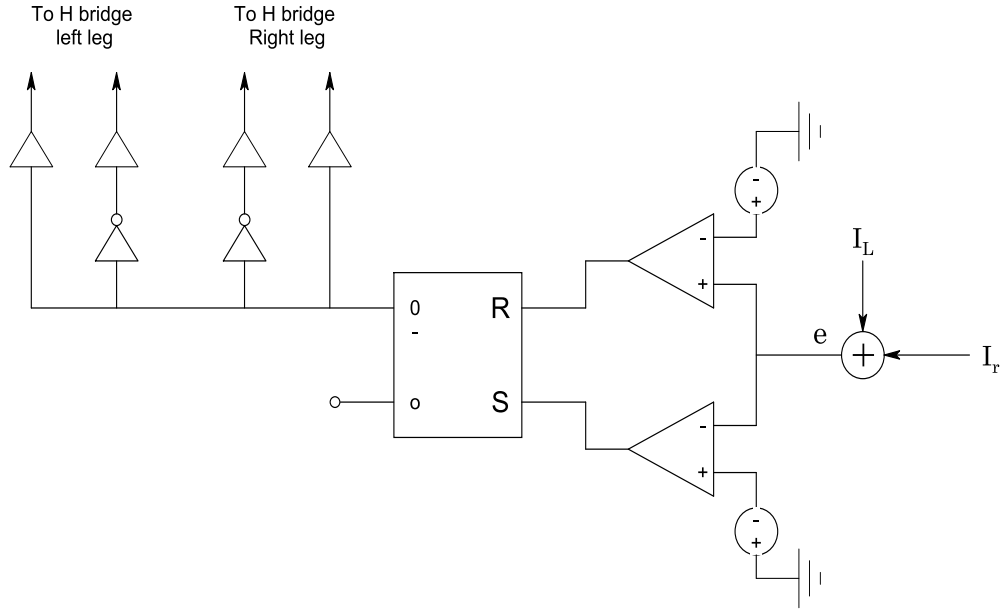 To H bridge
left leg
To H bridge
Right leg
-
+
-
+
I_L
e
+
I_r
0
-
R
o
S
-
+
-
+